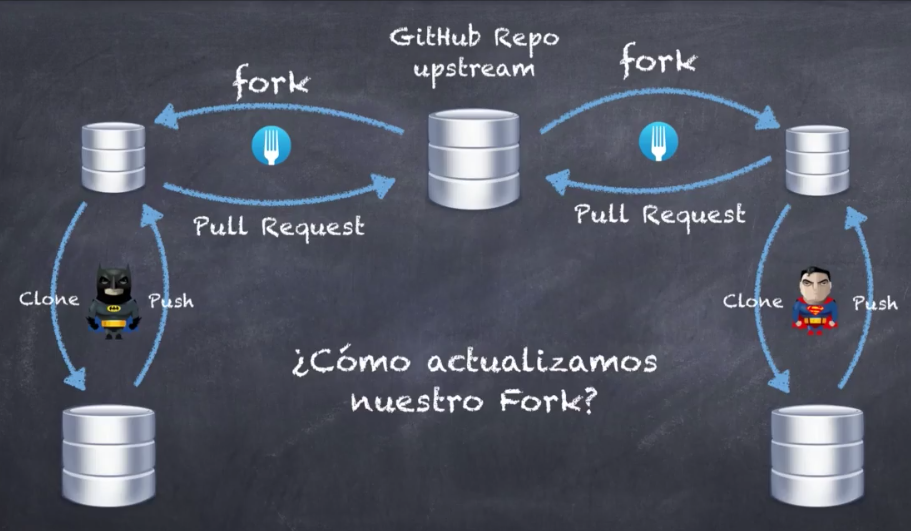 GitHub Repo
upstream
fork
fork
Pull Request
Pull Request
Clone
Push
Clone
Push
¿Cómo actualizamos
nuestro Fork?